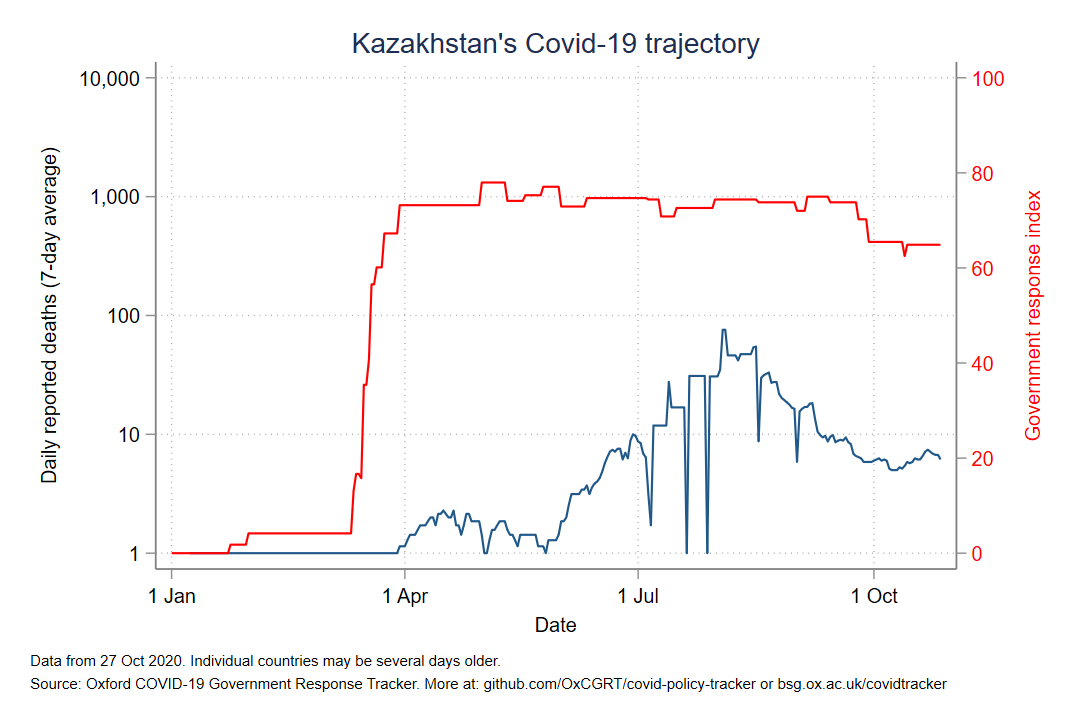 Kazakhstan's Covid-19 trajectory
10,000
1,000
100
10
1
Daily reported deaths (7-day average)
100
80
60
40
20
0
Government response index
1 Jan
1 Apr
1 Jul
1 Oct
Date
Data from 27 Oct 2020. Individual countries may be several days older.
Source: Oxford COVID-19 Government Response Tracker. More at: github.com/OxCGRT/covid-policy-tracker or bsg.ox.ac.uk/covidtracker